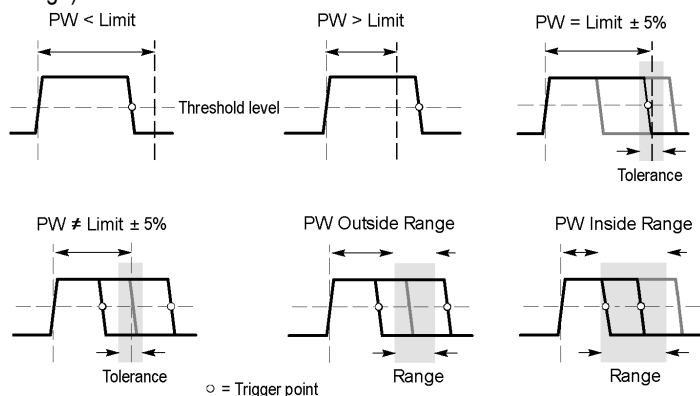 PW < Limit
PW > Limit
PW = Limit ± 5%
Threshold level
Tolerance
PW ≠ Limit ± 5%
PW Outside Range
PW Inside Range
Tolerance
Range
Range
= Trigger point